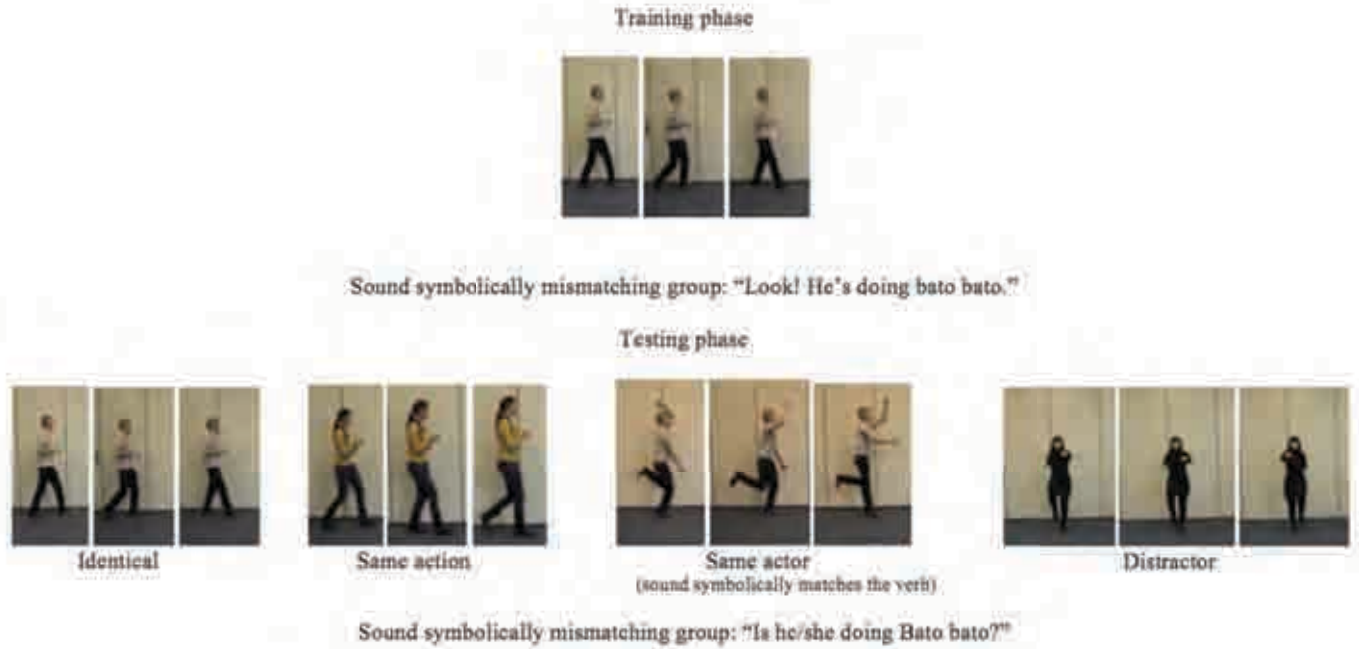 Training phase
Sound symbolically mismatching group: “Look! He’s doing bato bato.”
Testing phase
Identical
Same action
Same actor
(sound symbolically matches the verb)
Distractor
Sound symbolically mismatching group: “Is he/she doing Bato bato?”